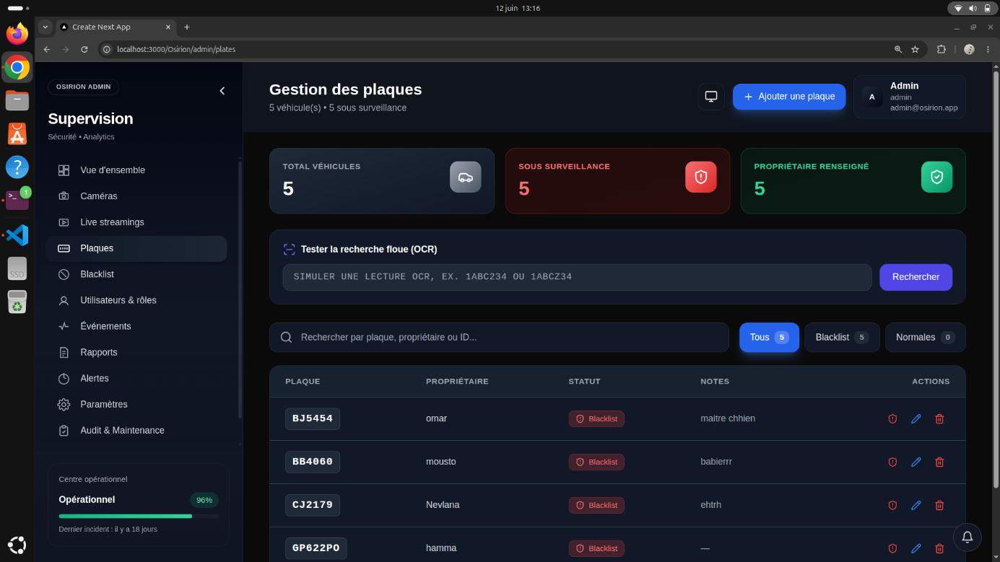 12 juin 13:16
Create Next App
localhost:3000/Osirion/admin/plates
1
SSD
OSIRION ADMIN
Supervision
Sécurité • Analytics
Vue d'ensemble
Caméras
Live streamings
Plaques
Blacklist
Utilisateurs & rôles
Événements
Rapports
Alertes
Paramètres
Audit & Maintenance
Centre opérationnel
Opérationnel 96%
Dernier incident : il y a 18 jours
Gestion des plaques
5 véhicule(s) • 5 sous surveillance
Ajouter une plaque
A
Admin
admin
admin@osirion.app
TOTAL VÉHICULES
5
SOUS SURVEILLANCE
5
PROPRIÉTAIRE RENSEIGNÉ
5
Tester la recherche floue (OCR)
SIMULER UNE LECTURE OCR, EX. 1ABC234 OU 1ABCZ34
Rechercher
Rechercher par plaque, propriétaire ou ID...
Tous 5
Blacklist 5
Normales 0
PLAQUE PROPRIÉTAIRE STATUT NOTES ACTIONS
BJ5454 omar Blacklist maitre chhien
BB4060 mousto Blacklist babierrr
CJ2179 Nevlana Blacklist ehtrh
GP622PO hamma Blacklist —